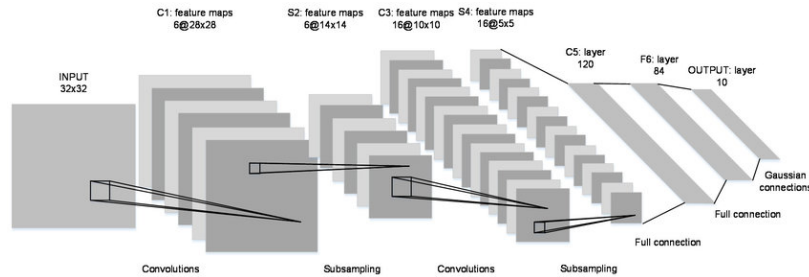 C1: feature maps
6@28x28
S2: feature maps
6@14x14
C3: feature maps
16@10x10
S4: feature maps
16@5x5
C5: layer
120
F6: layer
84
OUTPUT: layer
10
INPUT
32x32
Gaussian
connections
Full connection
Full connection
Convolutions
Subsampling
Convolutions
Subsampling